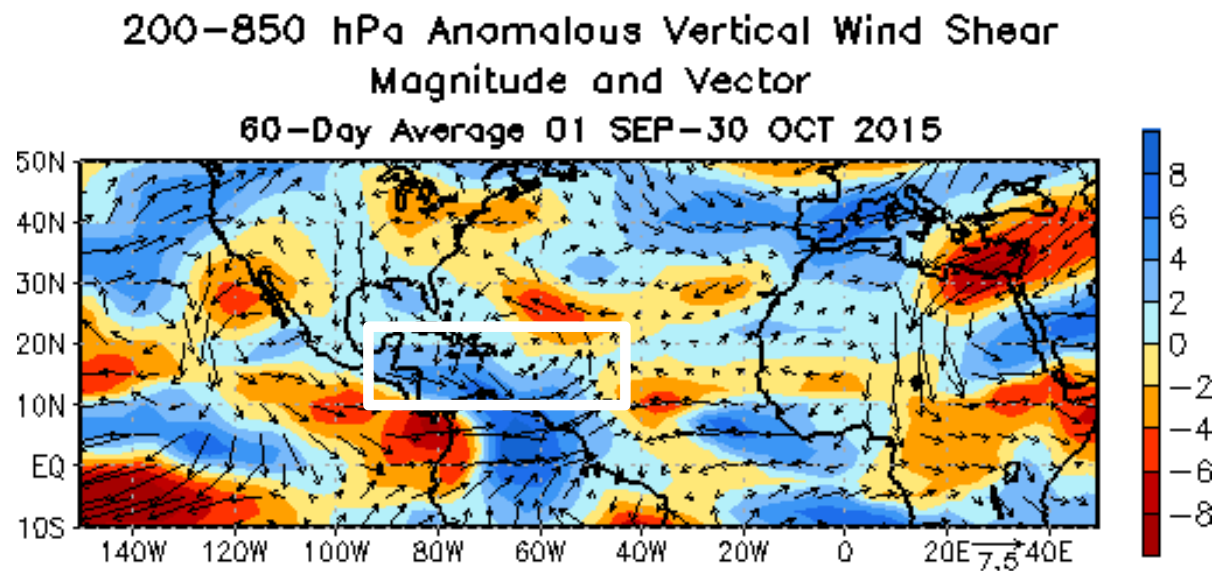 200-850 hPa Anomalous Vertical Wind Shear
Magnitude and Vector
60-Day Average 01 SEP-30 OCT 2015
50N
40N
30N
20N
10N
EQ
10S
140W 120W 100W 80W 60W 40W 20W 0 20E 40E
7.5
8
6
4
2
0
-2
-4
-6
-8